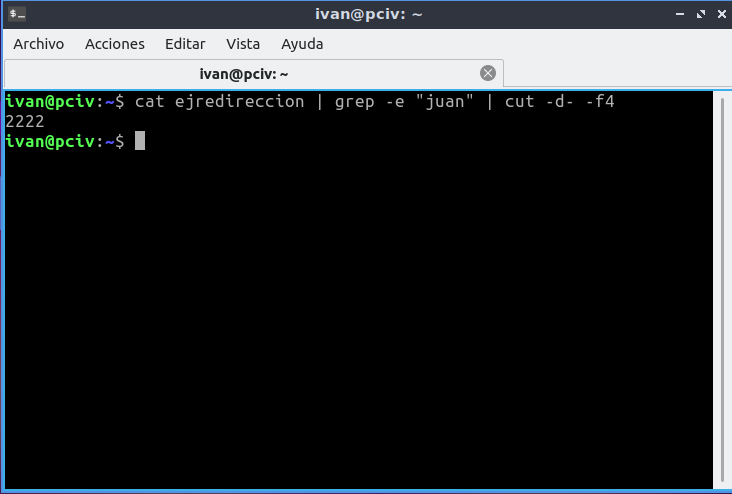 ivan@pciv: ~
Archivo Acciones Editar Vista Ayuda
ivan@pciv: ~
ivan@pciv:~$ cat ejredireccion | grep -e "juan" | cut -d- -f4
2222
ivan@pciv:~$